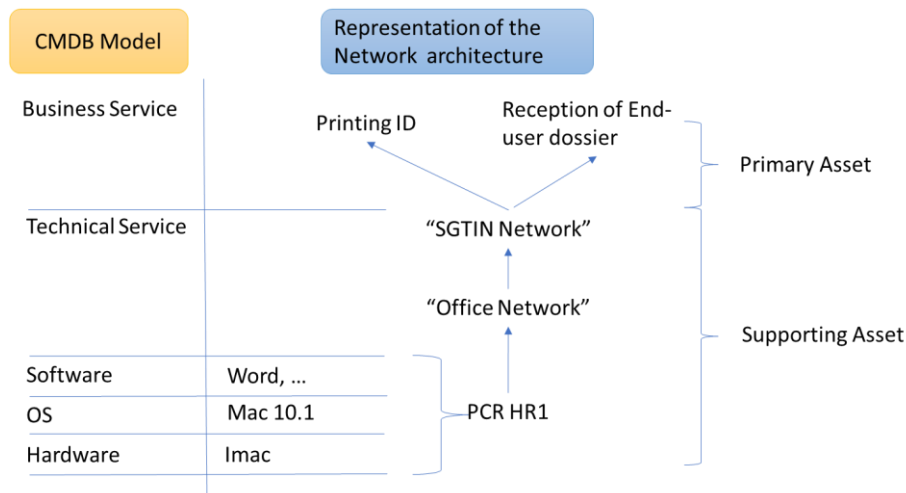 CMDB Model
Representation of the
Network architecture
Business Service
Printing ID
Reception of End-
user dossier
Primary Asset
Technical Service
“SGTIN Network”
“Office Network”
Supporting Asset
Software
Word, ...
OS
Mac 10.1
PCR HR1
Hardware
Imac